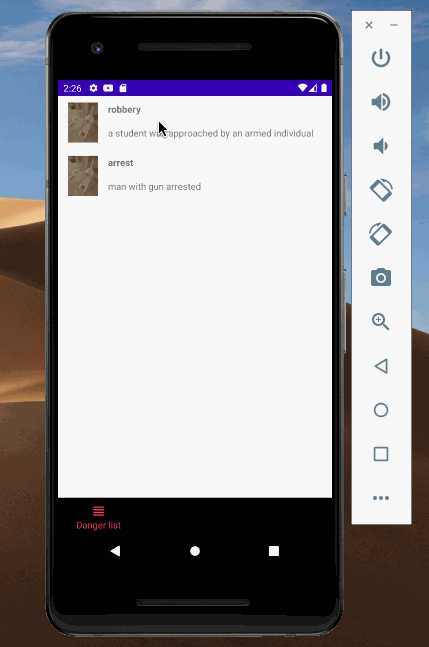 2:26
robbery
a student was approached by an armed individual
arrest
man with gun arrested
Danger list